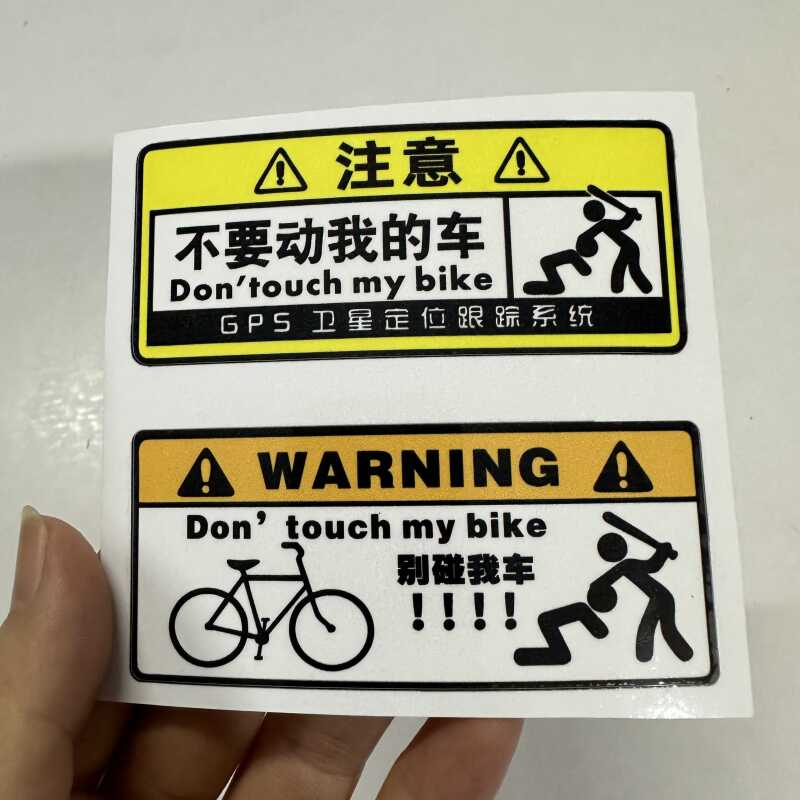 注意
不要动我的车
Don'touch my bike
GPS 卫星定位跟踪系统
WARNING
Don' touch my bike
别碰我车
!!!!